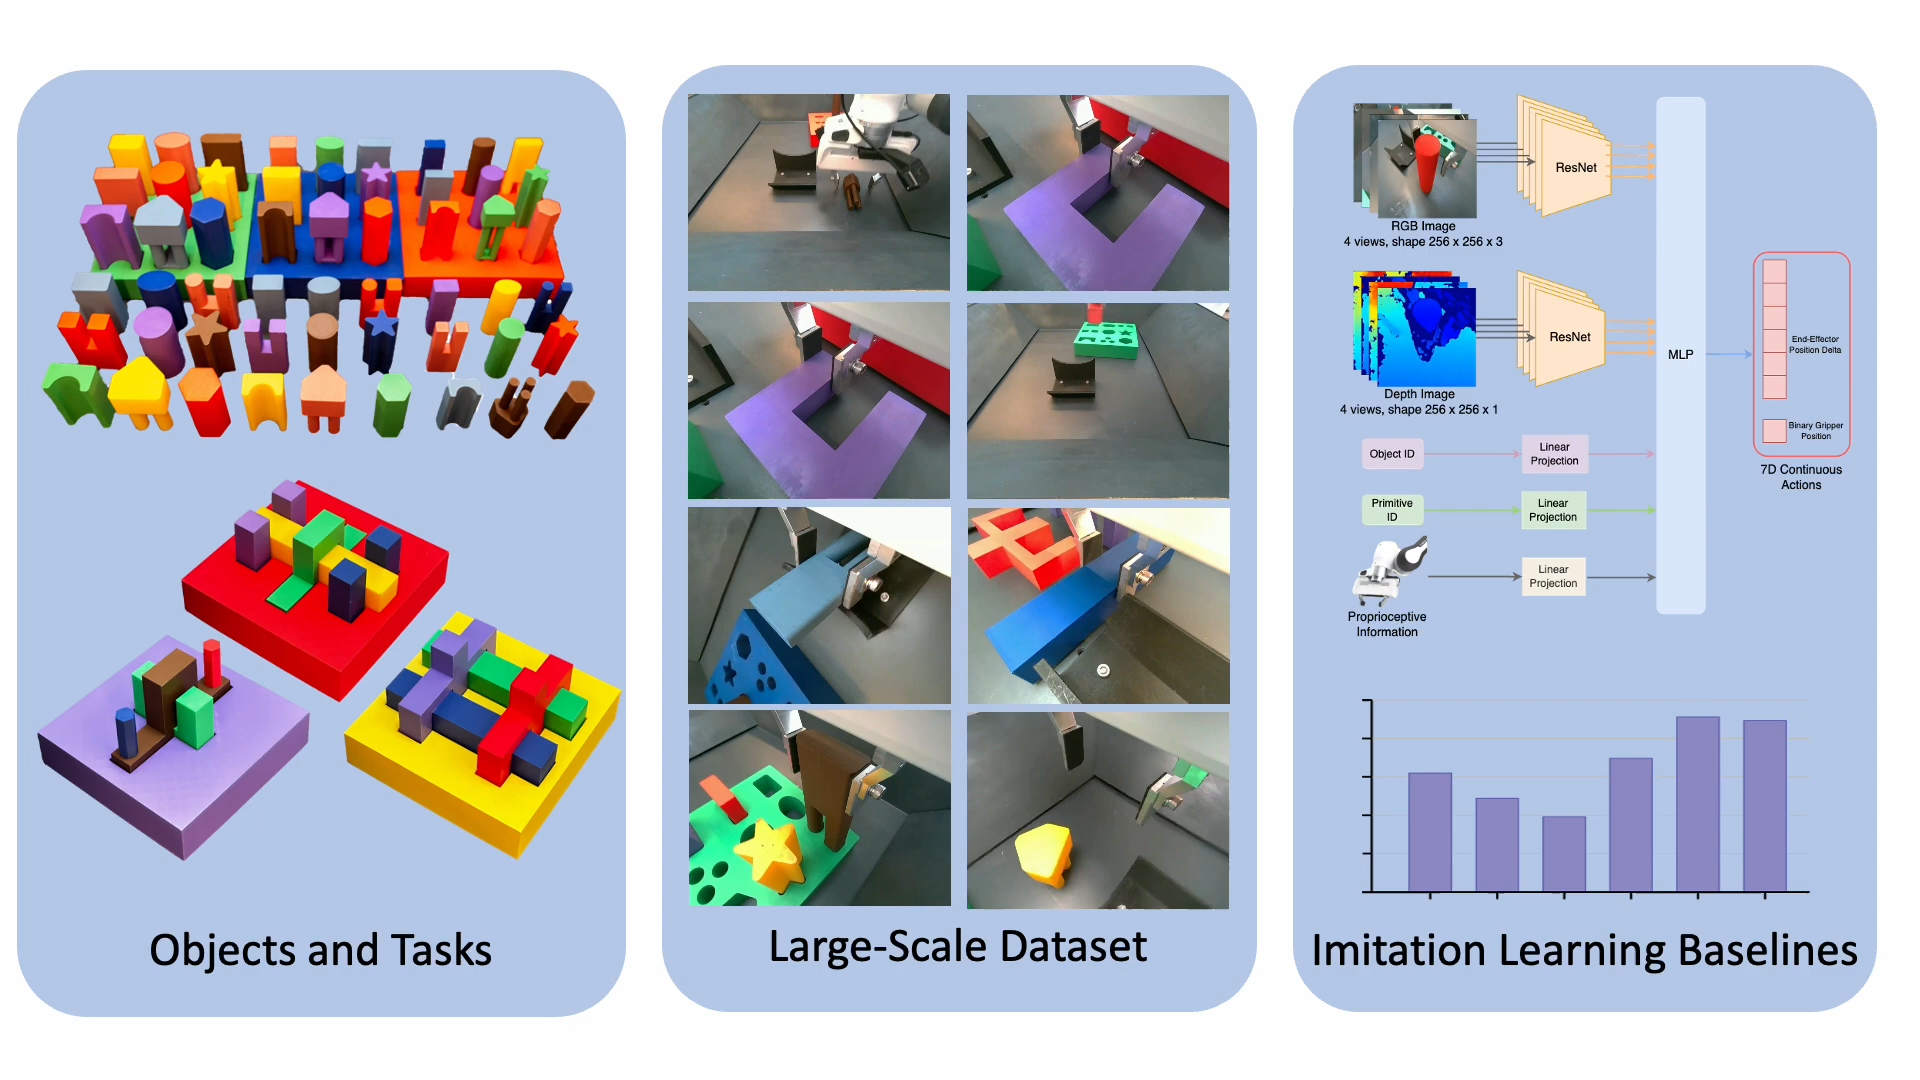 Objects and Tasks
Large-Scale Dataset
ResNet
RGB Image
4 views, shape 256 x 256 x 3
ResNet
Depth Image
4 views, shape 256 x 256 x 1
Object ID
Linear
Projection
Primitive
ID
Linear
Projection
Linear
Projection
Proprioceptive
Information
MLP
End-Effector
Position Delta
Binary Gripper
Position
7D Continuous
Actions
Imitation Learning Baselines